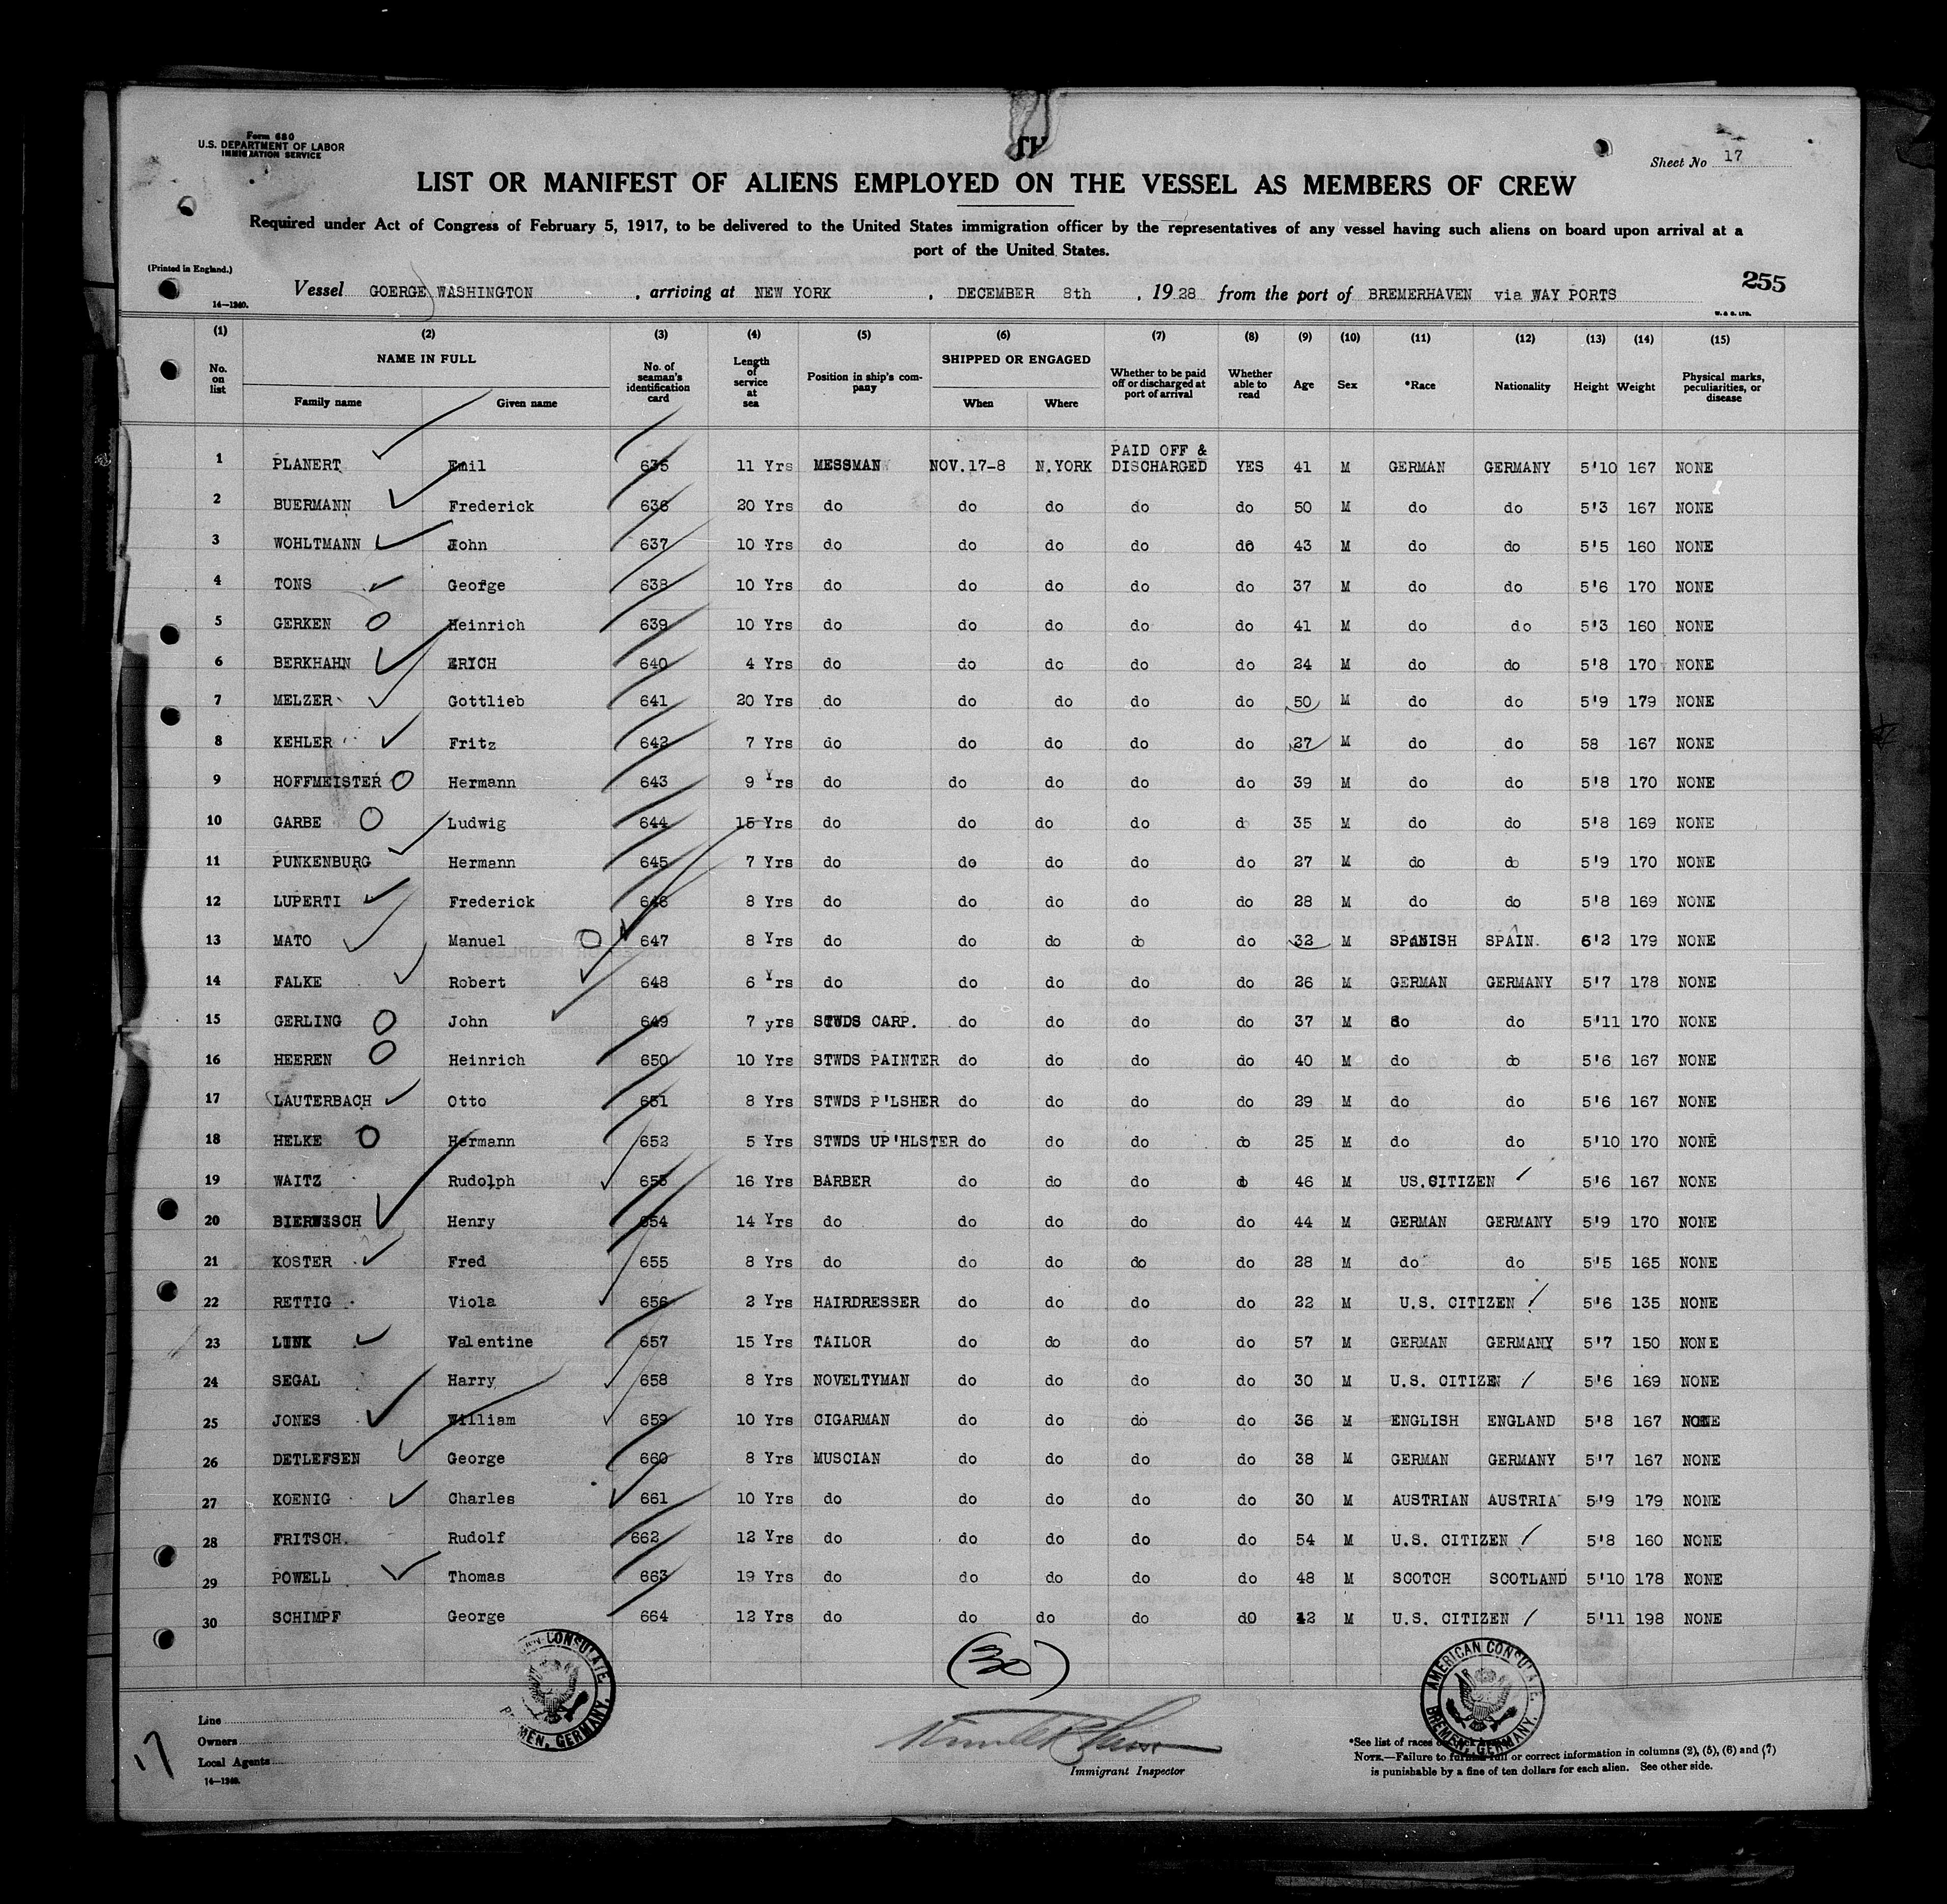 Form 680
U.S. DEPARTMENT OF LABOR
IMMIGRATION SERVICE
Sheet No 17
LIST OR MANIFEST OF ALIENS EMPLOYED ON THE VESSEL AS MEMBERS OF CREW
Required under Act of Congress of February 5, 1917, to be delivered to the United States immigration officer by the representatives of any vessel having such aliens on board upon arrival at a
port of the United States.
(Printed in England.)
255
Vessel GOERGE WASHINGTON , arriving at NEW YORK , DECEMBER 8th , 1928 from the port of BREMERHAVEN via WAY PORTS
14—1240.
W. & S. LTD.
(1) (2) (3) (4) (5) (6) (7) (8) (9) (10) (11) (12) (13) (14) (15)
No. on list NAME IN FULL Family name Given name No. of seaman's identification card Length of service at sea Position in ship's company SHIPPED OR ENGAGED When Where Whether to be paid off or discharged at port of arrival Whether able to read Age Sex *Race Nationality Height Weight Physical marks, peculiarities, or disease
1 PLANERT Emil 635 11 Yrs MESSMAN NOV.17-8 N.YORK PAID OFF & DISCHARGED YES 41 M GERMAN GERMANY 5'10 167 NONE
2 BUERMANN Frederick 636 20 Yrs do do do do do 50 M do do 5'3 167 NONE
3 WOHLTMANN John 637 10 Yrs do do do do do 43 M do do 5'5 160 NONE
4 TONS George 638 10 Yrs do do do do do 37 M do do 5'6 170 NONE
5 GERKEN Heinrich 639 10 Yrs do do do do do 41 M do do 5'3 160 NONE
6 BERKHAHN ERICH 640 4 Yrs do do do do do 24 M do do 5'8 170 NONE
7 MELZER Gottlieb 641 20 Yrs do do do do do 50 M do do 5'9 179 NONE
8 KEHLER Fritz 642 7 Yrs do do do do do 27 M do do 58 167 NONE
9 HOFFMEISTER Hermann 643 9 Yrs do do do do do 39 M do do 5'8 170 NONE
10 GARBE Ludwig 644 15 Yrs do do do do d 35 M do do 5'8 169 NONE
11 PUNKENBURG Hermann 645 7 Yrs do do do do do 27 M do do 5'9 170 NONE
12 LUPERTI Frederick 646 8 Yrs do do do do do 28 M do do 5'8 169 NONE
13 MATO Manuel 647 8 Yrs do do do do do 32 M SPANISH SPAIN. 6'2 179 NONE
14 FALKE Robert 648 6 Yrs do do do do do 26 M GERMAN GERMANY 5'7 178 NONE
15 GERLING John 649 7 yrs STWDS CARP. do do do do 37 M do do 5'11 170 NONE
16 HEEREN Heinrich 650 10 Yrs STWDS PAINTER do do do do 40 M do do 5'6 167 NONE
17 LAUTERBACH Otto 651 8 Yrs STWDS P'LSHER do do do do 29 M do do 5'6 167 NONE
18 HELKE Hermann 652 5 Yrs STWDS UP'HLSTER do do do do 25 M do do 5'10 170 NONE
19 WAITZ Rudolph 653 16 Yrs BARBER do do do do 46 M US.CITIZEN 5'6 167 NONE
20 BIERWISCH Henry 654 14 Yrs do do do do do 44 M GERMAN GERMANY 5'9 170 NONE
21 KOSTER Fred 655 8 Yrs do do do do do 28 M do do 5'5 165 NONE
22 RETTIG Viola 656 2 Yrs HAIRDRESSER do do do do 22 M U.S. CITIZEN 5'6 135 NONE
23 LINK Valentine 657 15 Yrs TAILOR do do do do 57 M GERMAN GERMANY 5'7 150 NONE
24 SEGAL Harry 658 8 Yrs NOVELTYMAN do do do do 30 M U.S. CITIZEN 5'6 169 NONE
25 JONES William 659 10 Yrs CIGARMAN do do do do 36 M ENGLISH ENGLAND 5'8 167 NONE
26 DETLEFSEN George 660 8 Yrs MUSCIAN do do do do 38 M GERMAN GERMANY 5'7 167 NONE
27 KOENIG Charles 661 10 Yrs do do do do do 30 M AUSTRIAN AUSTRIA 5'9 179 NONE
28 FRITSCH. Rudolf 662 12 Yrs do do do do do 54 M U.S. CITIZEN 5'8 160 NONE
29 POWELL Thomas 663 19 Yrs do do do do do 48 M SCOTCH SCOTLAND 5'10 178 NONE
30 SCHIMPF George 664 12 Yrs do do do do dO 42 M U.S. CITIZEN 5'11 198 NONE
(30)
AMERICAN CONSULATE BREMEN, GERMANY.
AMERICAN CONSULATE. BREMEN, GERMANY.
Line
Owners
Local Agents
14—1240.
17
Immigrant Inspector
*See list of races
NOTE.—Failure to furnish full or correct information in columns (2), (5), (6) and (7)
is punishable by a fine of ten dollars for each alien. See other side.